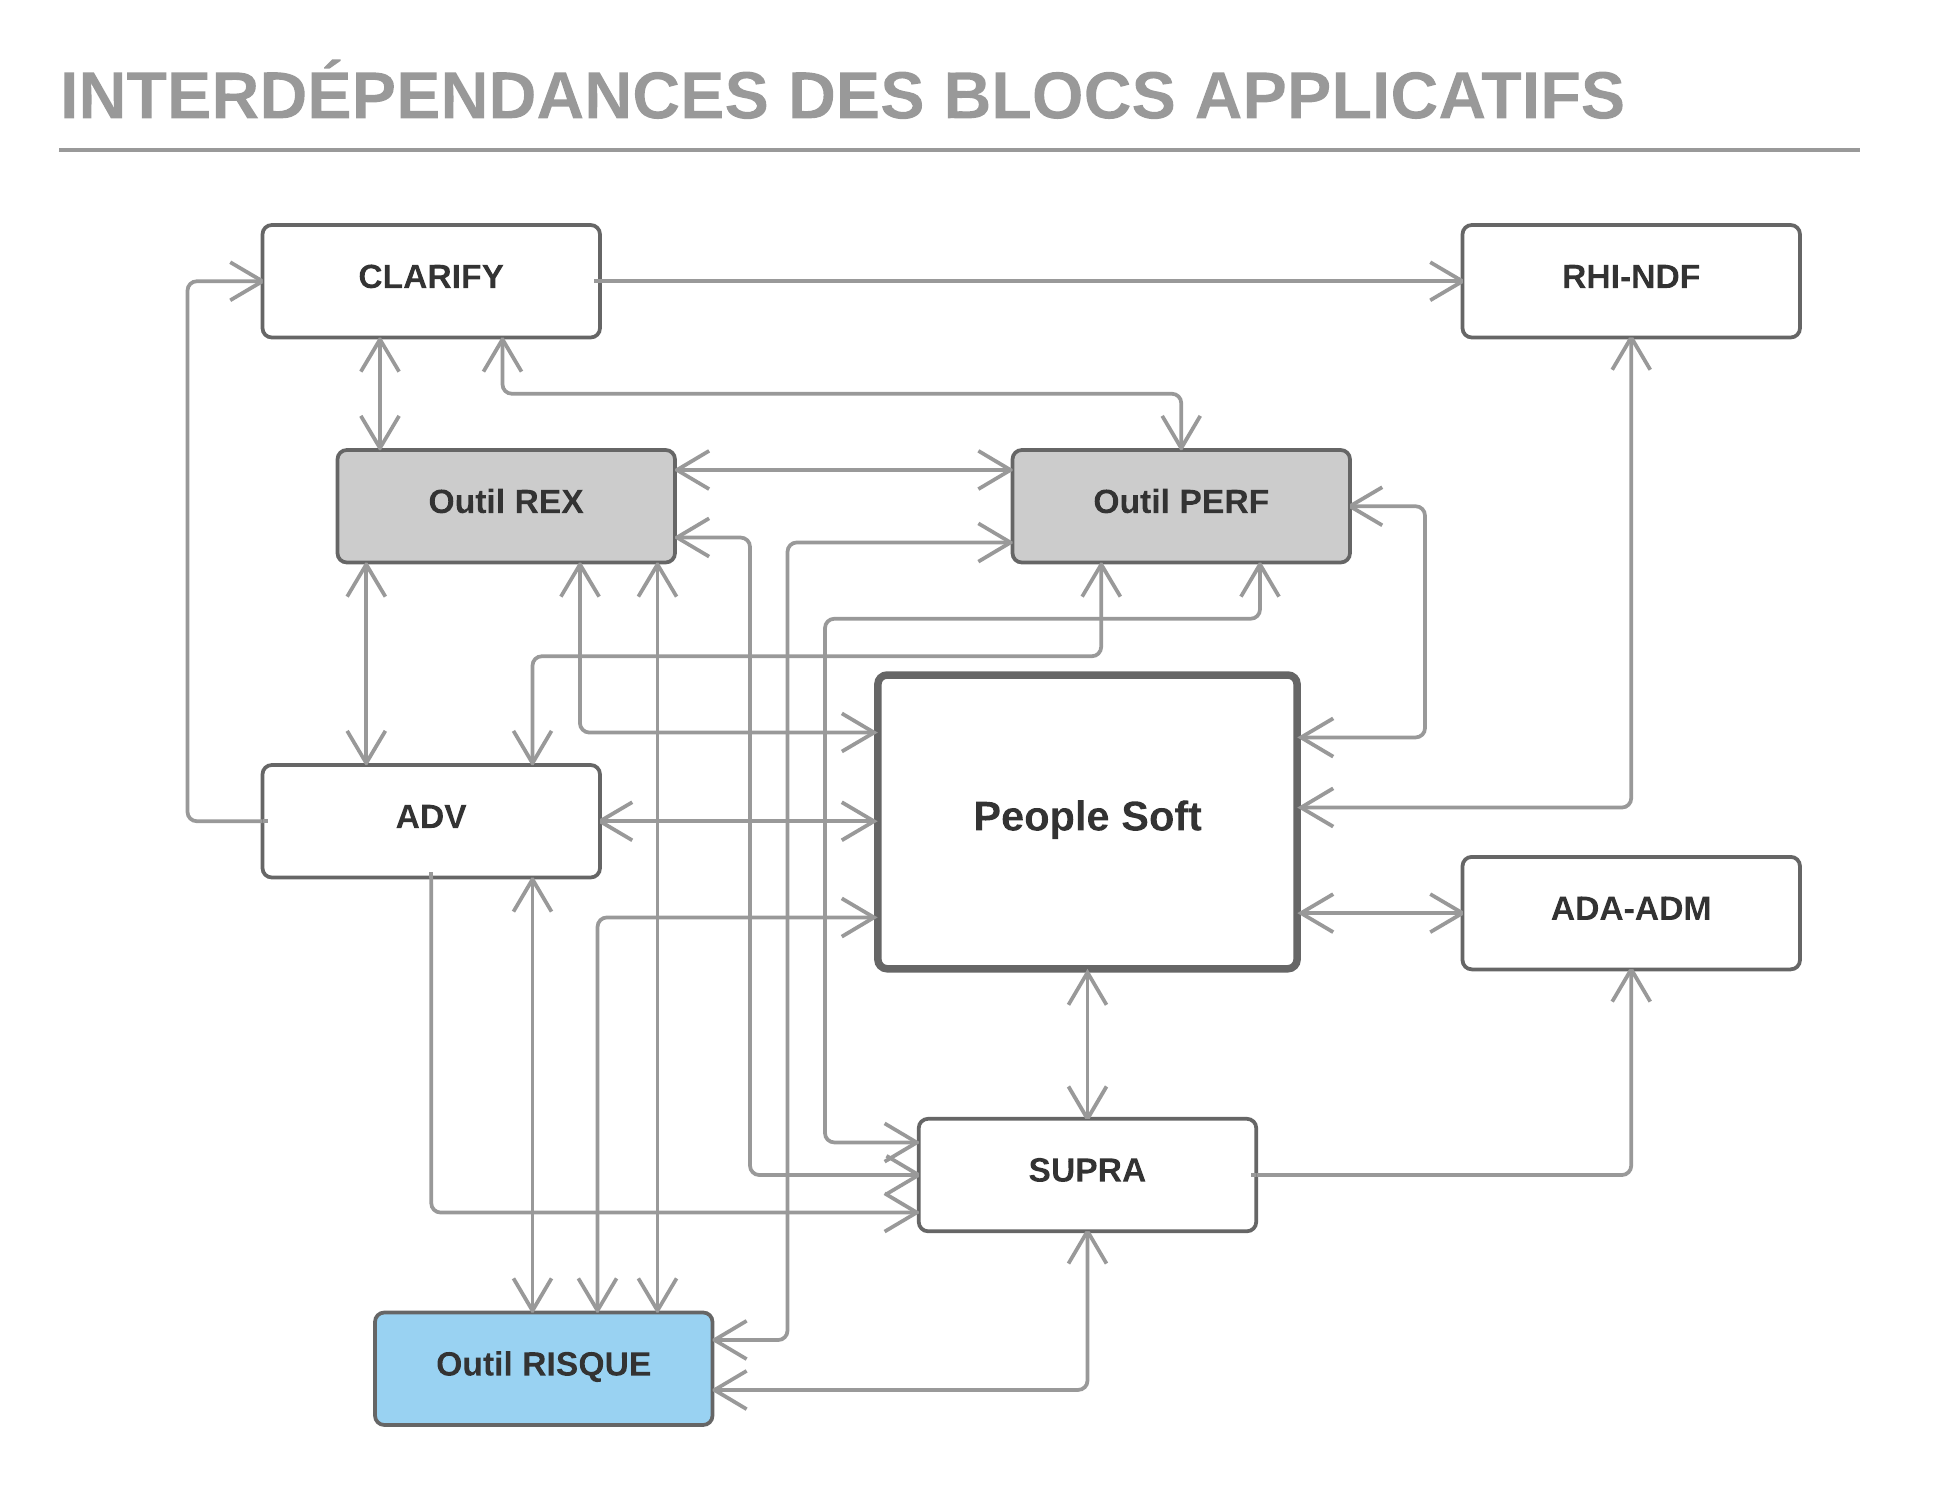 INTERDÉPENDANCES DES BLOCS APPLICATIFS
CLARIFY
RHI-NDF
Outil REX
Outil PERF
ADV
People Soft
ADA-ADM
SUPRA
Outil RISQUE